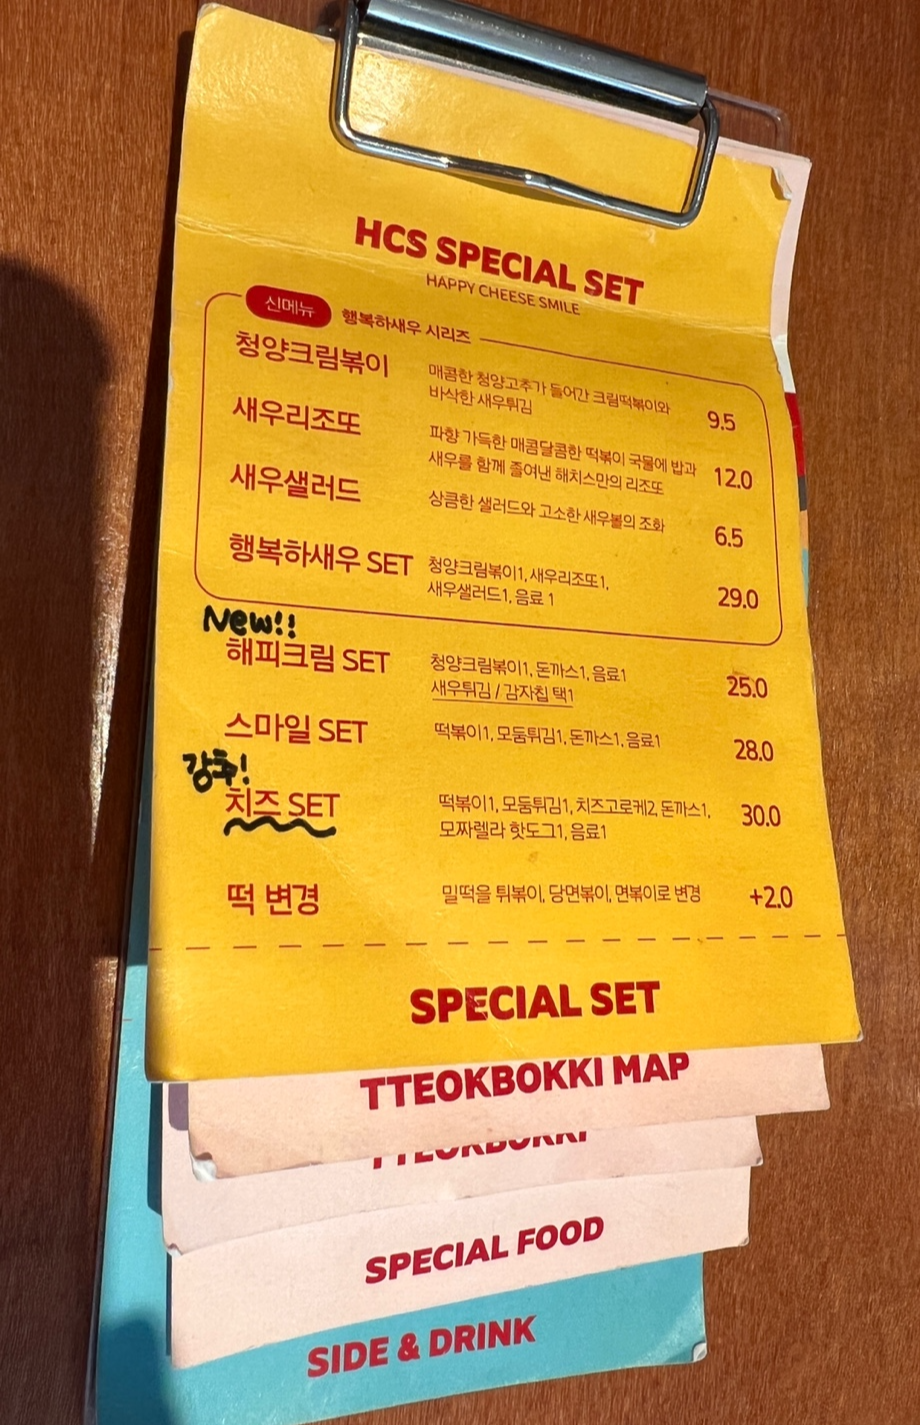 HCS SPECIAL SET
HAPPY CHEESE SMILE
신메뉴 행복하새우 시리즈
청양크림볶이
매콤한 청양고추가 들어간 크림떡볶이와
바삭한 새우튀김
9.5
새우리조또
파향 가득한 매콤달콤한 떡볶이 국물에 밥과
새우를 함께 졸여낸 해치스만의 리조또
12.0
새우샐러드
상큼한 샐러드와 고소한 새우볼의 조화
6.5
행복하새우 SET
청양크림볶이1, 새우리조또1,
새우샐러드1, 음료 1
29.0
New!!
해피크림 SET
청양크림볶이1, 돈까스1, 음료1
새우튀김 / 감자칩 택1
25.0
스마일 SET
떡볶이1, 모둠튀김1, 돈까스1, 음료1
28.0
강추!
치즈 SET
떡볶이1, 모둠튀김1, 치즈고로케2, 돈까스1,
모짜렐라 핫도그1, 음료1
30.0
떡 변경
밀떡을 튀볶이, 당면볶이, 면볶이로 변경
+2.0
SPECIAL SET
TTEOKBOKKI MAP
TTEOKBOKKI
SPECIAL FOOD
SIDE & DRINK